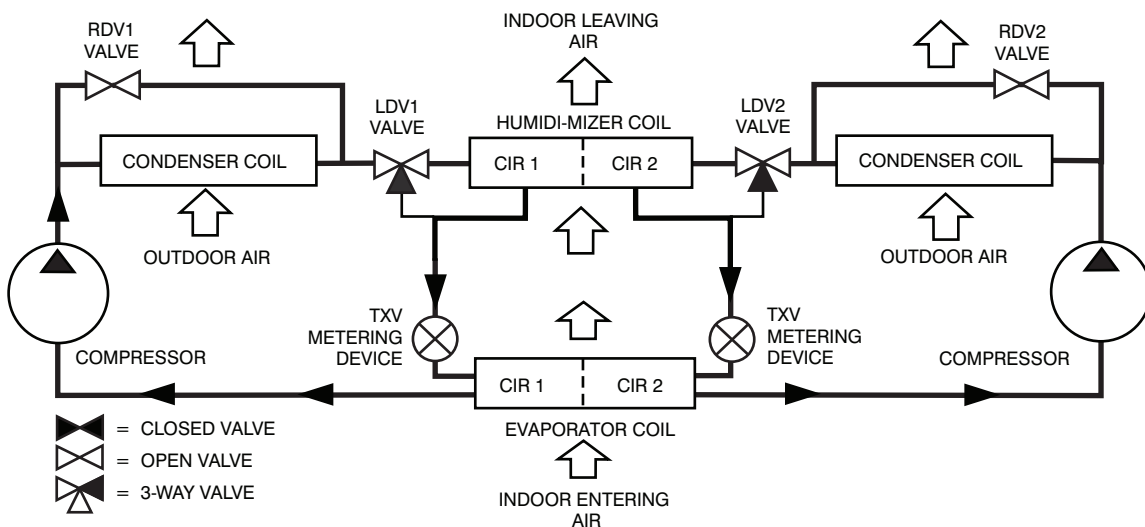 RDV1
VALVE
INDOOR LEAVING
AIR
RDV2
VALVE
LDV1
VALVE
LDV2
VALVE
HUMIDI-MIZER COIL
CONDENSER COIL
CIR 1
CIR 2
CONDENSER COIL
OUTDOOR AIR
OUTDOOR AIR
TXV
METERING
DEVICE
TXV
METERING
DEVICE
COMPRESSOR
COMPRESSOR
CIR 1
CIR 2
EVAPORATOR COIL
= CLOSED VALVE
= OPEN VALVE
= 3-WAY VALVE
INDOOR ENTERING
AIR